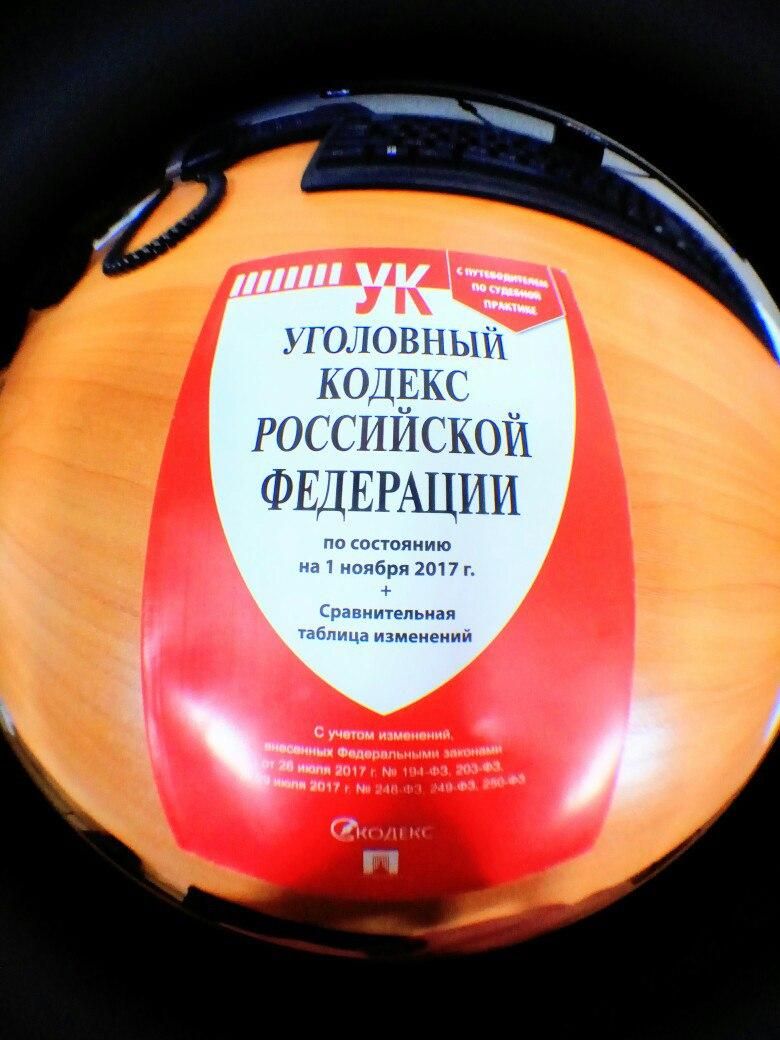 УК
С ПУТЕВОДИТЕЛЕМ
ПО СУДЕБНОЙ
ПРАКТИКЕ
УГОЛОВНЫЙ
КОДЕКС
РОССИЙСКОЙ
ФЕДЕРАЦИИ
по состоянию
на 1 ноября 2017 г.
+
Сравнительная
таблица изменений
С учетом изменений,
внесенных Федеральными законами
от 26 июля 2017 г. № 194-ФЗ, 203-ФЗ,
июля 2017 г. № 248-ФЗ, 249-ФЗ, 250-ФЗ
КОДЕКС